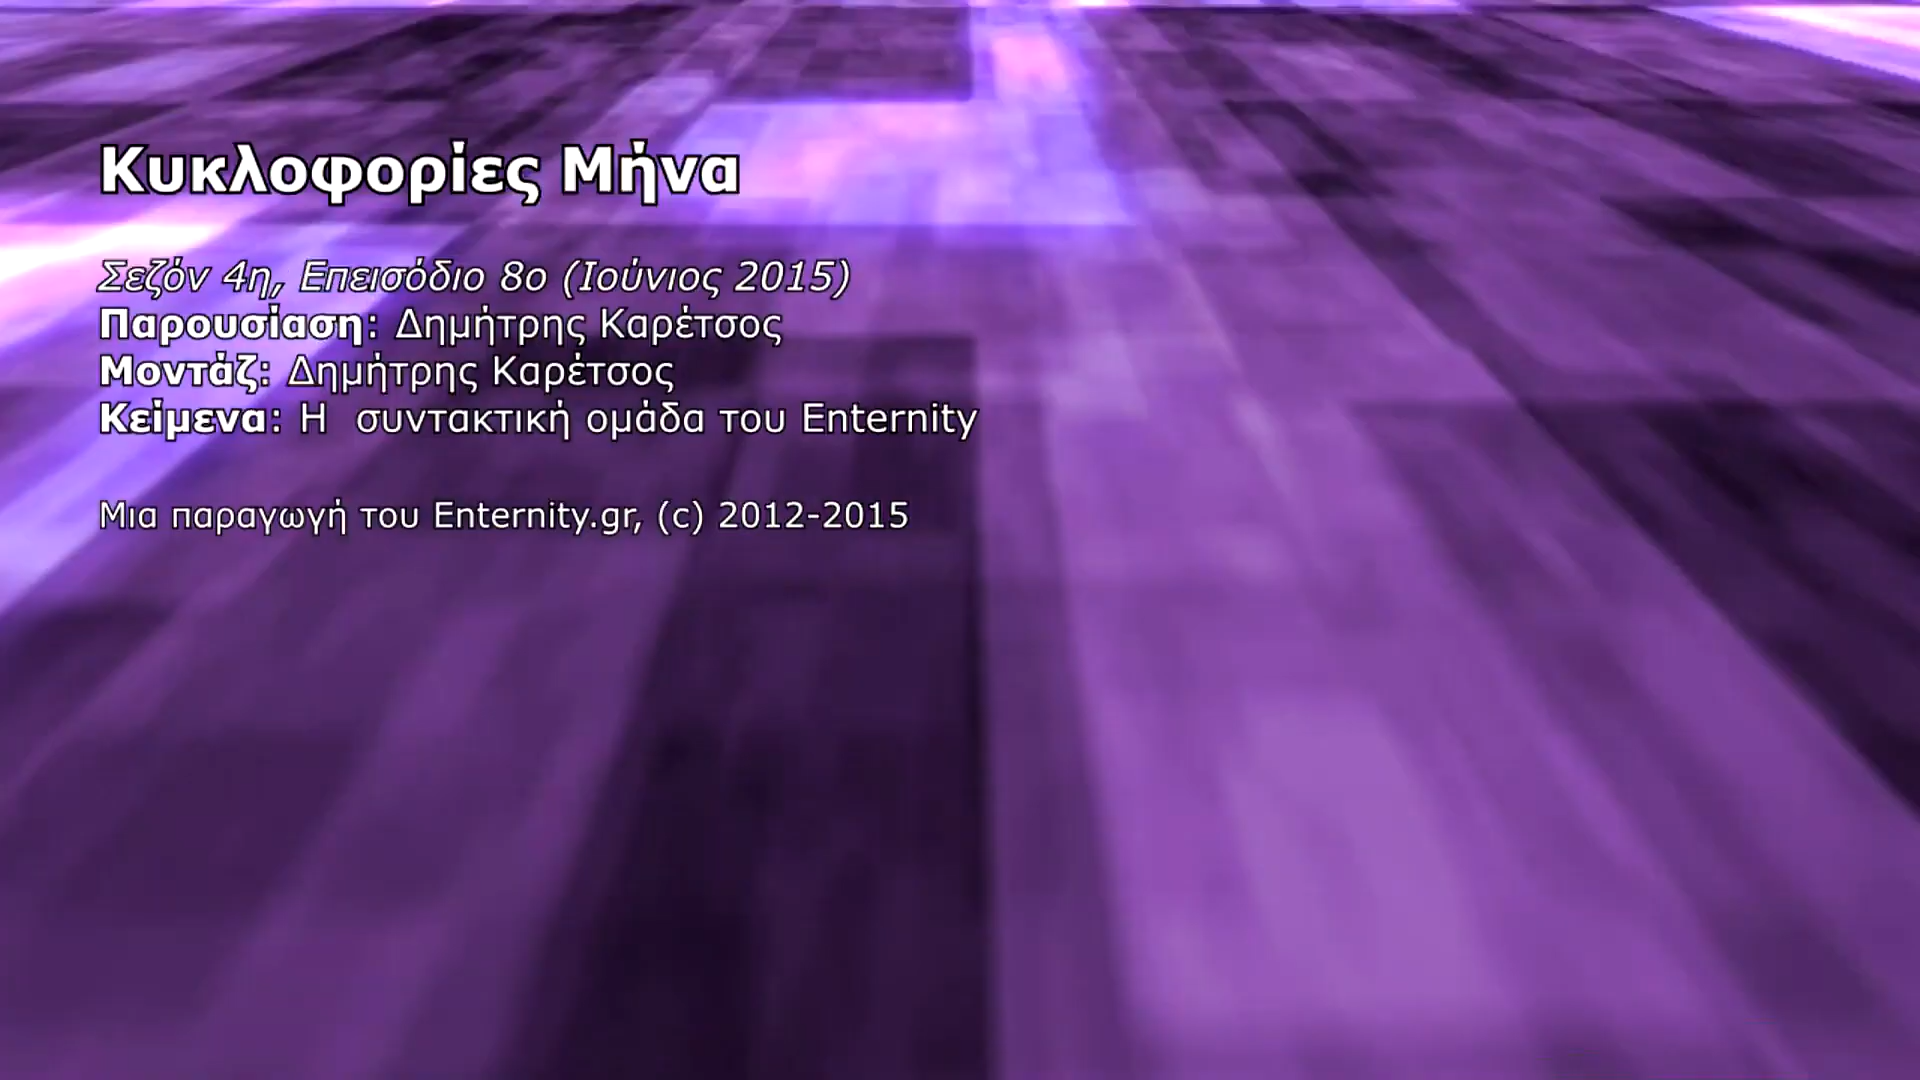 Κυκλοφορίες Μήνα
Σεζόν 4η, Επεισόδιο 8ο (Ιούνιος 2015)
Παρουσίαση: Δημήτρης Καρέτσος
Μοντάζ: Δημήτρης Καρέτσος
Κείμενα: Η  συντακτική ομάδα του Enternity
Μια παραγωγή του Enternity.gr, (c) 2012-2015